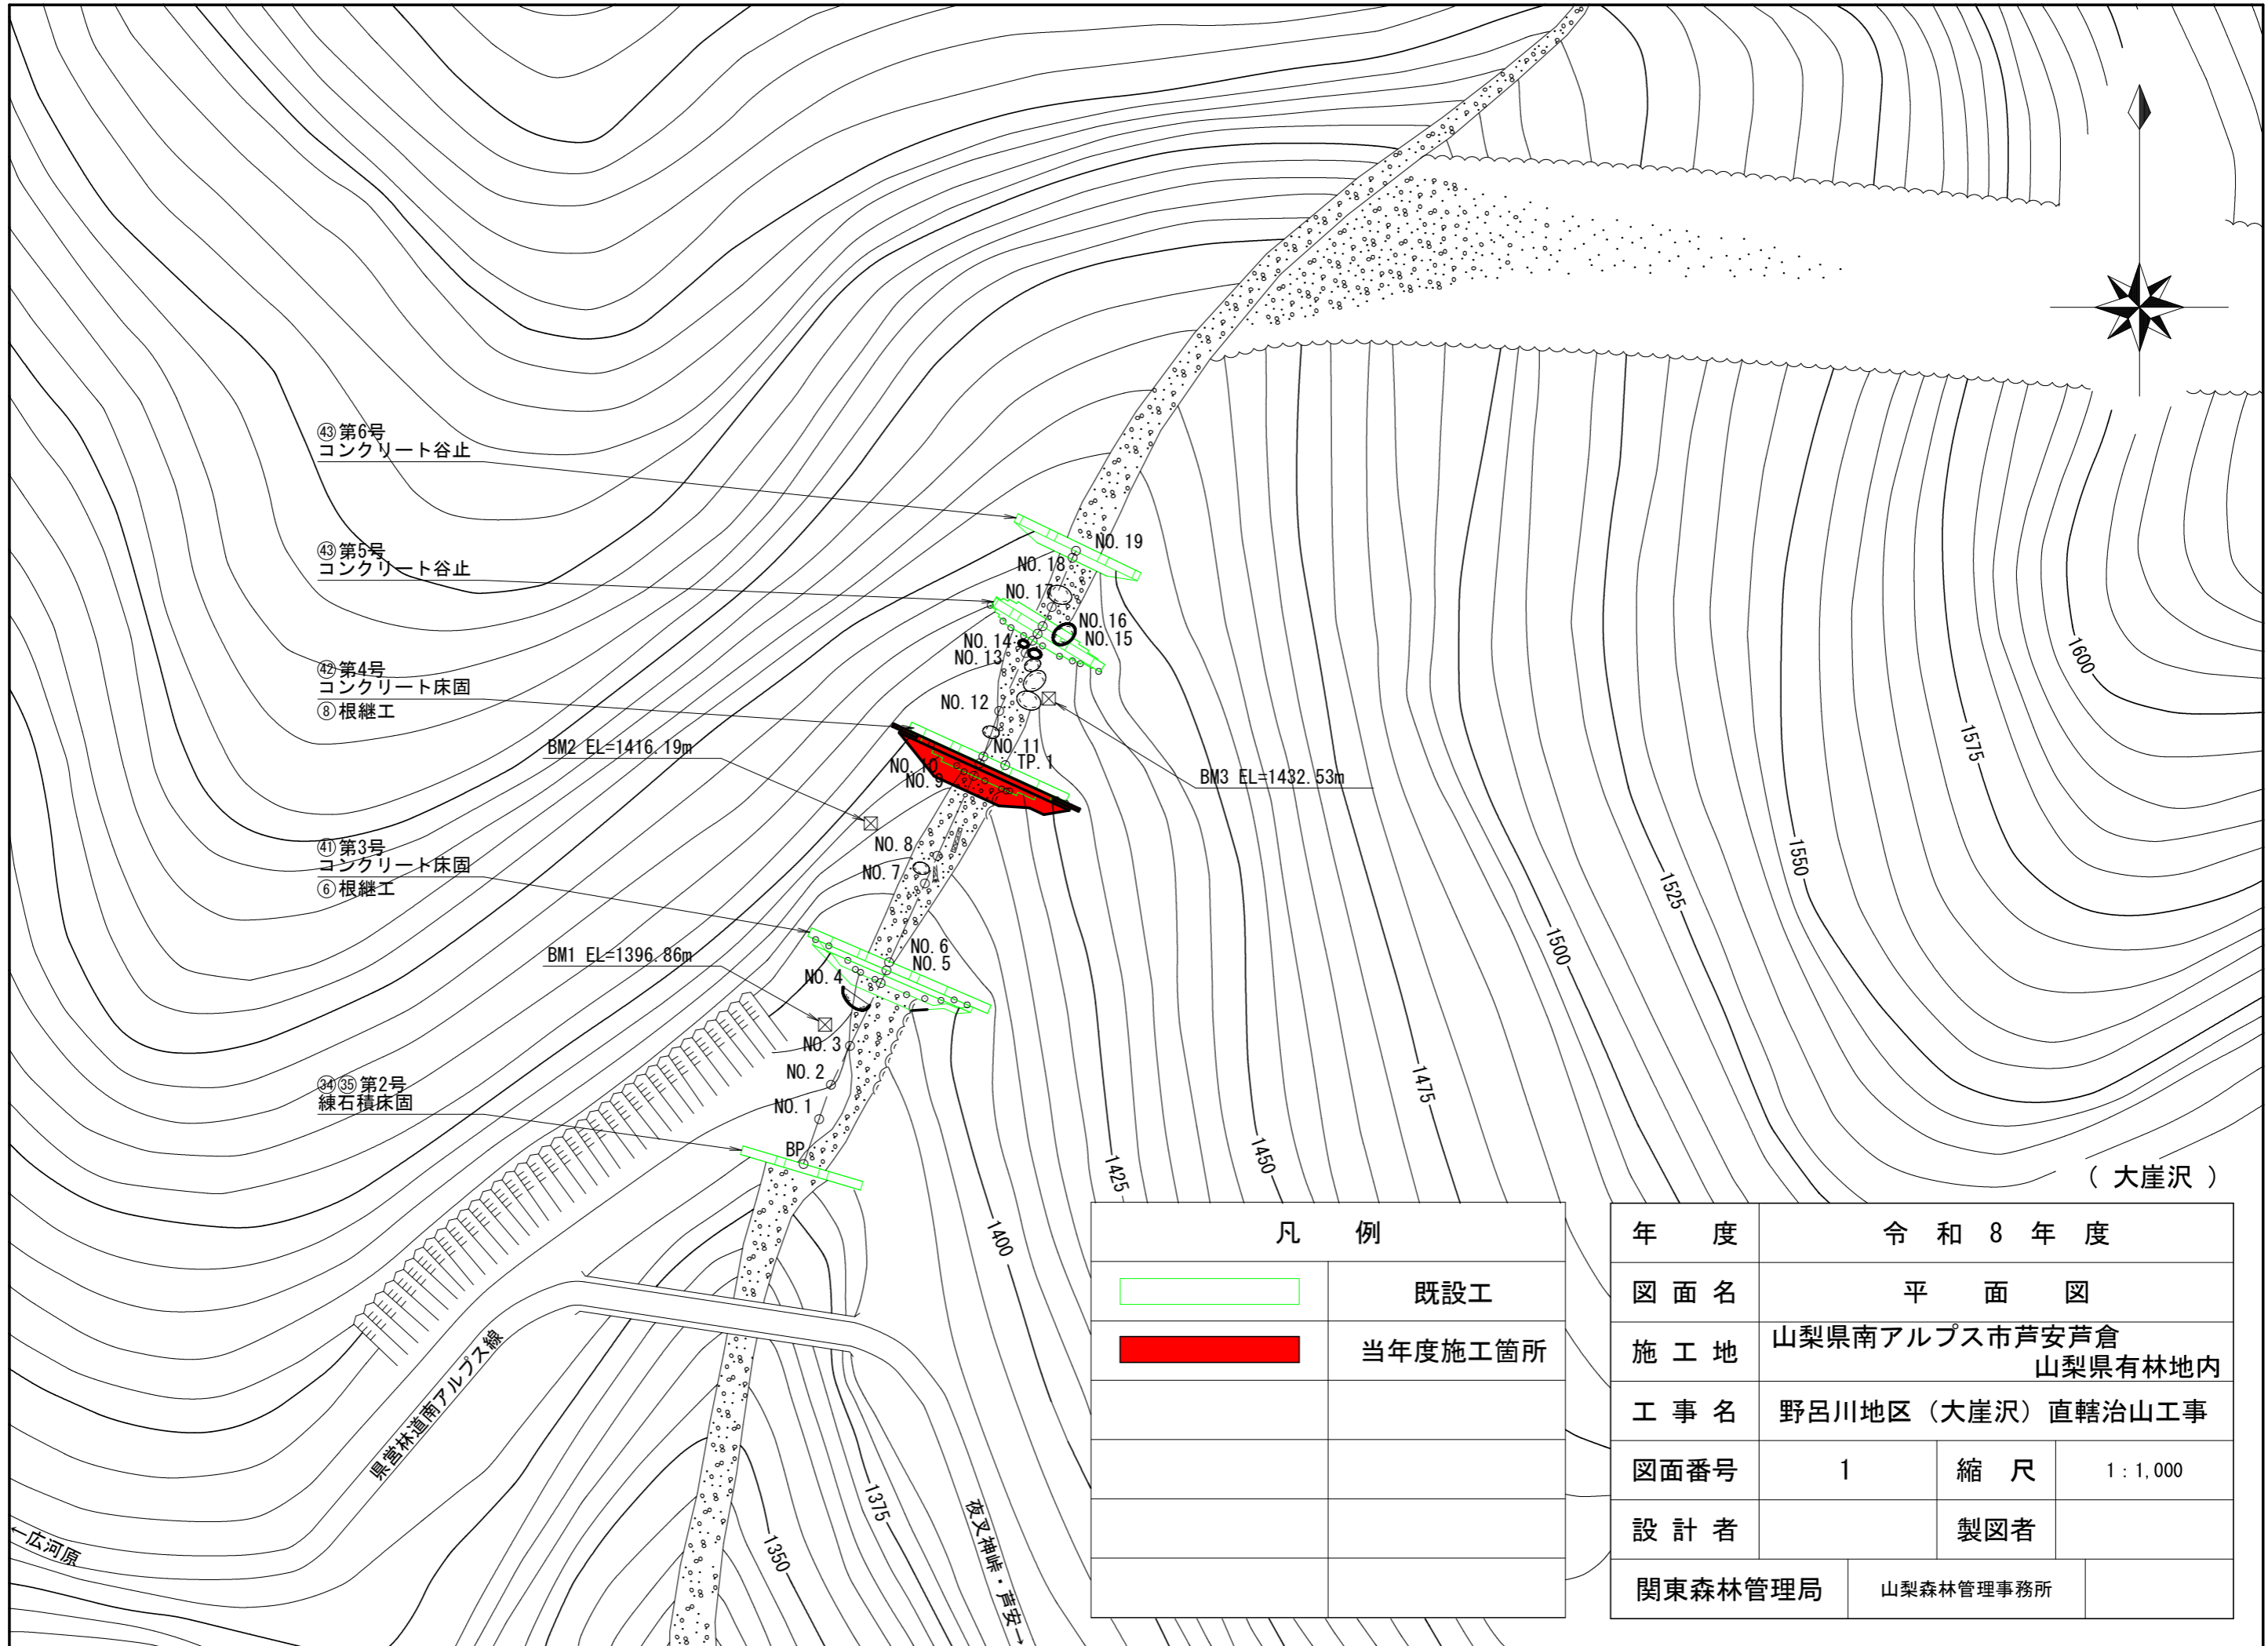 ㊸第6号
コンクリート谷止
㊸第5号
コンクリート谷止
㊷第4号
コンクリート床固
⑧根継工
BM2 EL=1416.19m
㊶第3号
コンクリート床固
⑥根継工
BM1 EL=1396.86m
㉞㉟第2号
練石積床固
NO.19
NO.18
NO.17
NO.16
NO.15
NO.14
NO.13
NO.12
NO.11
TP.1
NO.10
NO.9
BM3 EL=1432.53m
NO.8
NO.7
NO.6
NO.5
NO.4
NO.3
NO.2
NO.1
BP
1600
1575
1550
1525
1500
1475
1450
1425
1400
1375
1350
県営林道南アルプス線
←広河原
夜叉神峠・芦安→
(大崖沢)
凡例
既設工
当年度施工箇所
年度 令和8年度
図面名 平面図
施工地 山梨県南アルプス市芦安芦倉
山梨県有林地内
工事名 野呂川地区(大崖沢)直轄治山工事
図面番号 1 縮尺 1:1,000
設計者 製図者
関東森林管理局 山梨森林管理事務所